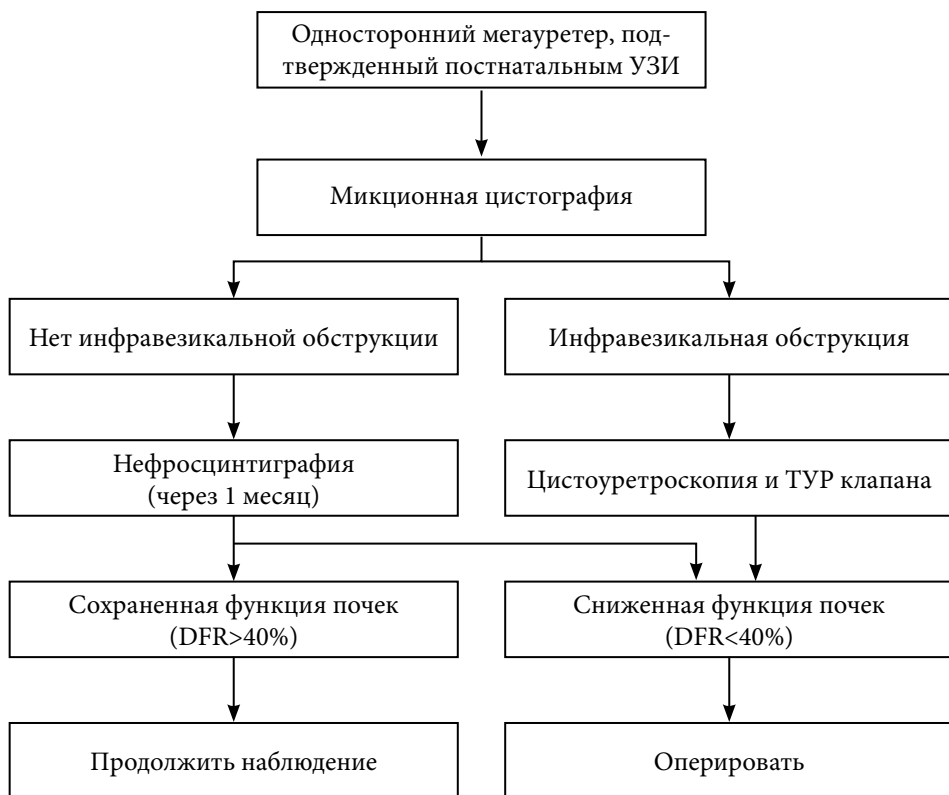 Односторонний мегауретер, под-
твержденный постнатальным УЗИ
Микционная цистография
Нет инфравезикальной обструкции
Инфравезикальная обструкция
Нефросцинтиграфия
(через 1 месяц)
Цистоуретроскопия и ТУР клапана
Сохраненная функция почек
(DFR>40%)
Сниженная функция почек
(DFR<40%)
Продолжить наблюдение
Оперировать